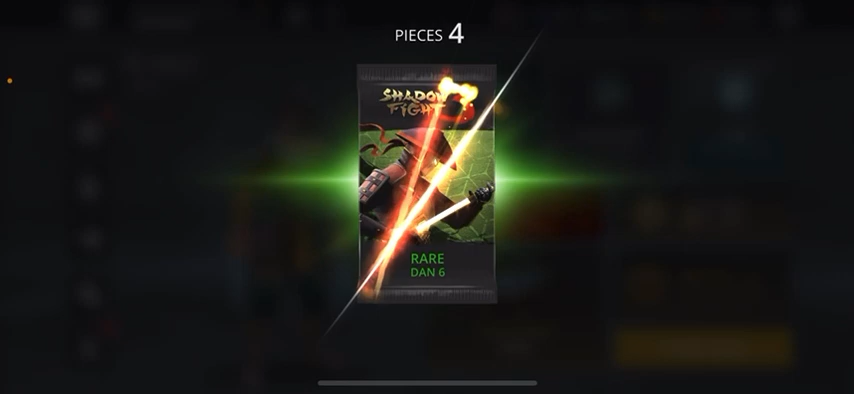 PIECES 4
SHADOW
FIGHT
RARE
DAN 6